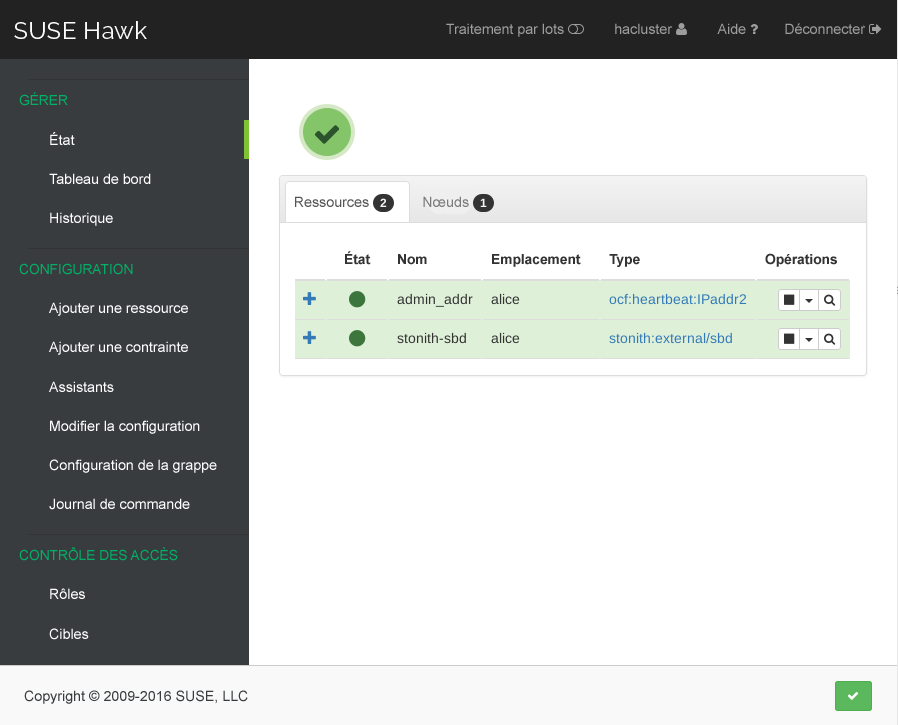 SUSE Hawk
Traitement par lots hacluster Aide ? Déconnecter
GÉRER
État
Tableau de bord
Historique
CONFIGURATION
Ajouter une ressource
Ajouter une contrainte
Assistants
Modifier la configuration
Configuration de la grappe
Journal de commande
CONTRÔLE DES ACCÈS
Rôles
Cibles
Ressources 2 Nœuds 1
État Nom Emplacement Type Opérations
admin_addr alice ocf:heartbeat:IPaddr2
stonith-sbd alice stonith:external/sbd
Copyright © 2009-2016 SUSE, LLC